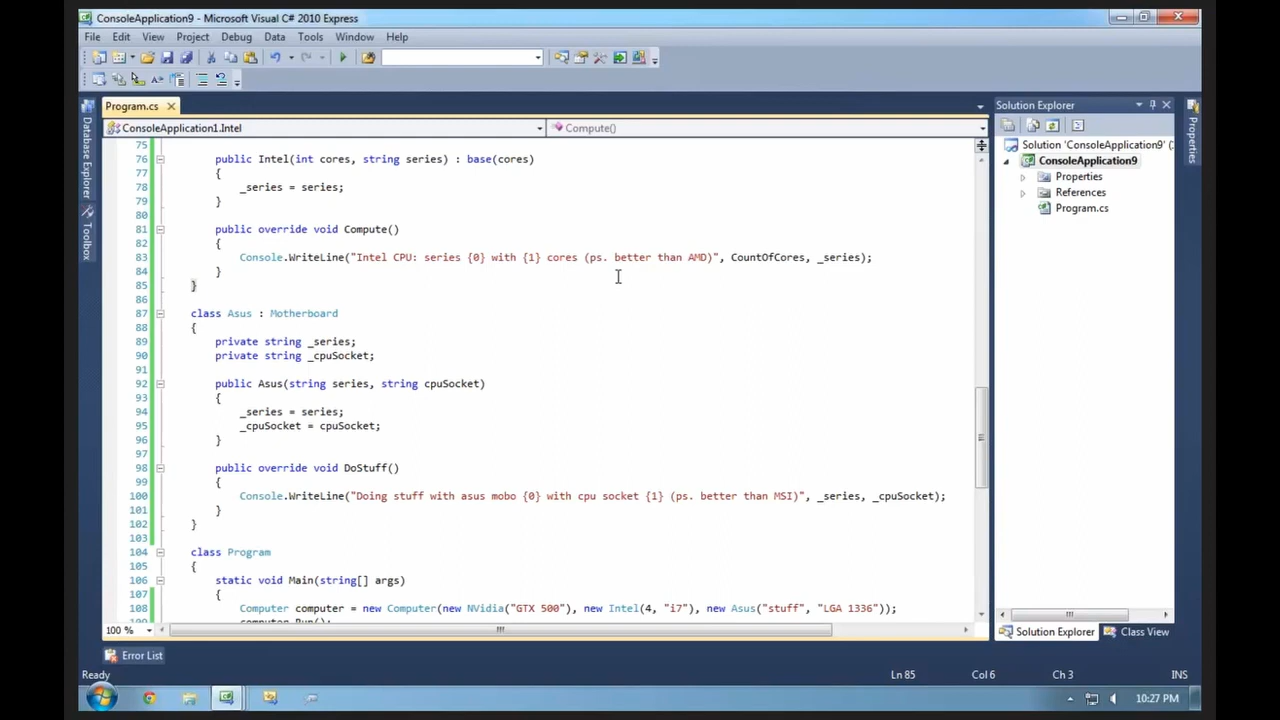 ConsoleApplication9 - Microsoft Visual C# 2010 Express
File Edit View Project Debug Data Tools Window Help
Program.cs
ConsoleApplication1.Intel
Compute()
75
76 public Intel(int cores, string series) : base(cores)
77 {
78 _series = series;
79 }
80
81 public override void Compute()
82 {
83 Console.WriteLine("Intel CPU: series {0} with {1} cores (ps. better than AMD)", CountOfCores, _series);
84 }
85 }
86
87 class Asus : Motherboard
88 {
89 private string _series;
90 private string _cpuSocket;
91
92 public Asus(string series, string cpuSocket)
93 {
94 _series = series;
95 _cpuSocket = cpuSocket;
96 }
97
98 public override void DoStuff()
99 {
100 Console.WriteLine("Doing stuff with asus mobo {0} with cpu socket {1} (ps. better than MSI)", _series, _cpuSocket);
101 }
102 }
103
104 class Program
105 {
106 static void Main(string[] args)
107 {
108 Computer computer = new Computer(new NVidia("GTX 500"), new Intel(4, "i7"), new Asus("stuff", "LGA 1336"));
computer.Run();
100 %
Database Explorer
Toolbox
Solution Explorer
Solution 'ConsoleApplication9' (
ConsoleApplication9
Properties
References
Program.cs
Properties
Solution Explorer
Class View
Error List
Ready
Ln 85
Col 6
Ch 3
INS
10:27 PM